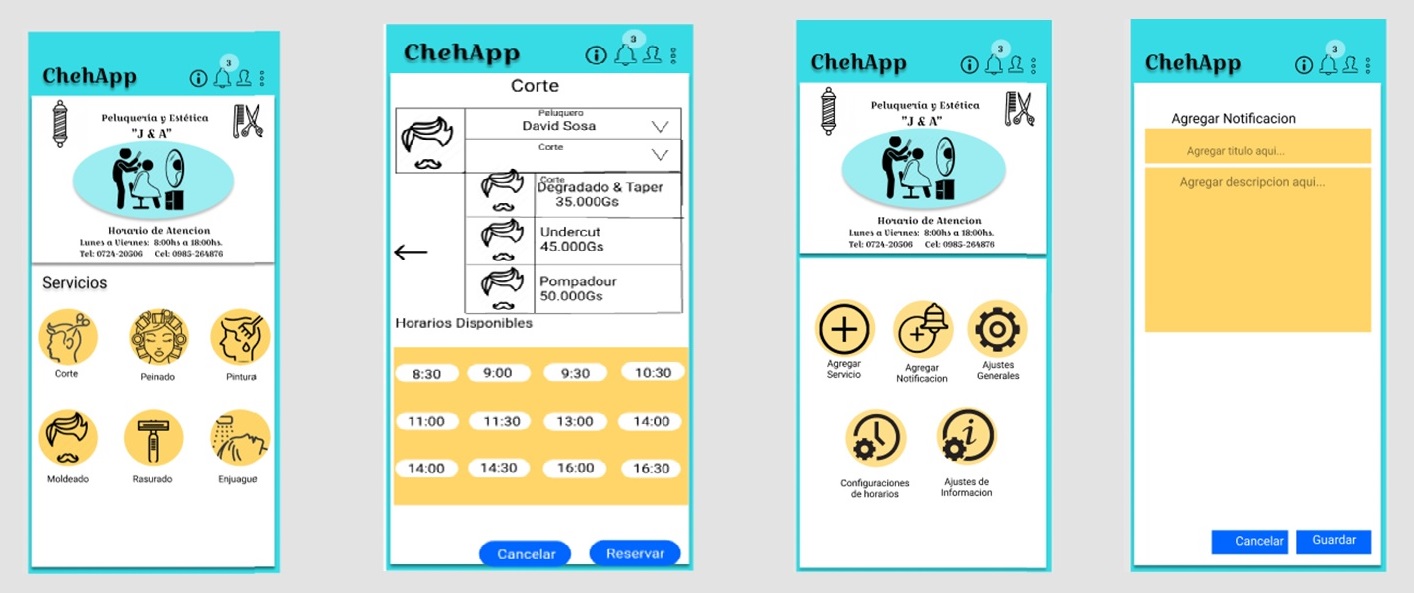 ChehApp
3
Peluqueria y Estética
"J & A"
Horario de Atencion
Lunes a Viernes: 8:00hs a 18:00hs.
Tel: 0724-20506 Cel: 0985-264876
Servicios
Corte
Peinado
Pintura
Moldeado
Rasurado
Enjuague
ChehApp
3
Corte
Peluquero
David Sosa
Corte
Corte
Degradado & Taper
35.000Gs
Undercut
45.000Gs
Pompadour
50.000Gs
Horarios Disponibles
8:30 9:00 9:30 10:30
11:00 11:30 13:00 14:00
14:00 14:30 16:00 16:30
Cancelar Reservar
ChehApp
3
Peluqueria y Estética
"J & A"
Horario de Atencion
Lunes a Viernes: 8:00hs a 18:00hs.
Tel: 0724-20506 Cel: 0985-264876
Agregar
Servicio
Agregar
Notificacion
Ajustes
Generales
Configuraciones
de horarios
Ajustes de
Informacion
ChehApp
3
Agregar Notificacion
Agregar titulo aqui...
Agregar descripcion aqui...
Cancelar Guardar